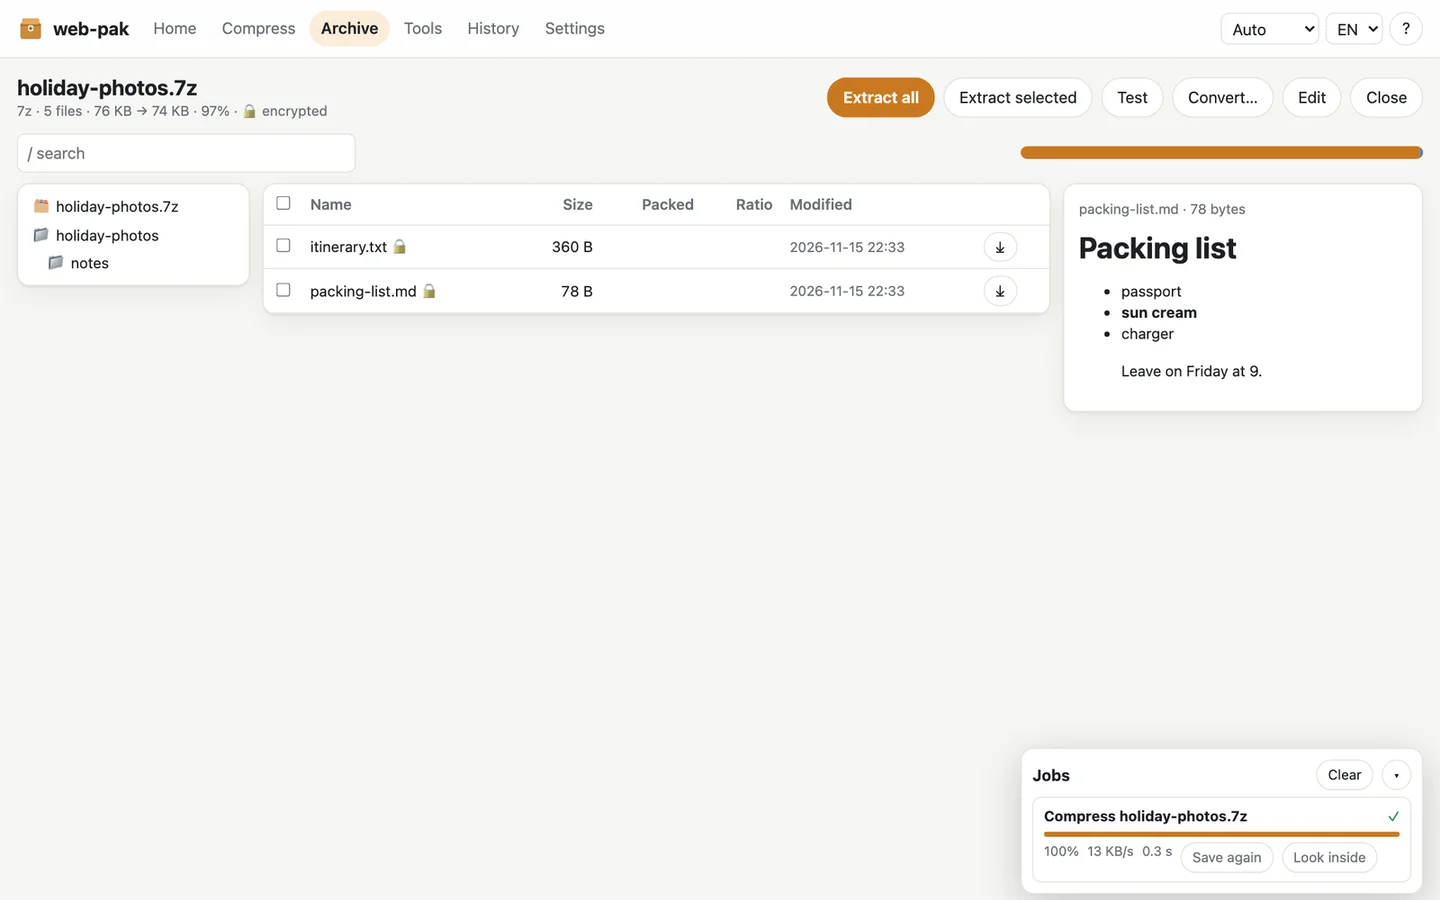 web-pak Home Compress Archive Tools History Settings Auto EN ?
holiday-photos.7z
7z · 5 files · 76 KB → 74 KB · 97% · 🔒 encrypted
Extract all Extract selected Test Convert... Edit Close
/ search
holiday-photos.7z
holiday-photos
notes
Name Size Packed Ratio Modified
itinerary.txt 🔒 360 B 2026-11-15 22:33
packing-list.md 🔒 78 B 2026-11-15 22:33
packing-list.md · 78 bytes
Packing list
• passport
• sun cream
• charger
Leave on Friday at 9.
Jobs Clear
Compress holiday-photos.7z ✓
100% 13 KB/s 0.3 s Save again Look inside